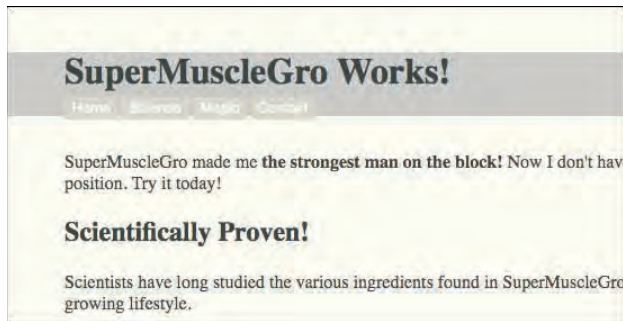 SuperMuscleGro Works!
Home Science Magic Contact
SuperMuscleGro made me the strongest man on the block! Now I don't hav
position. Try it today!
Scientifically Proven!
Scientists have long studied the various ingredients found in SuperMuscleGro
growing lifestyle.